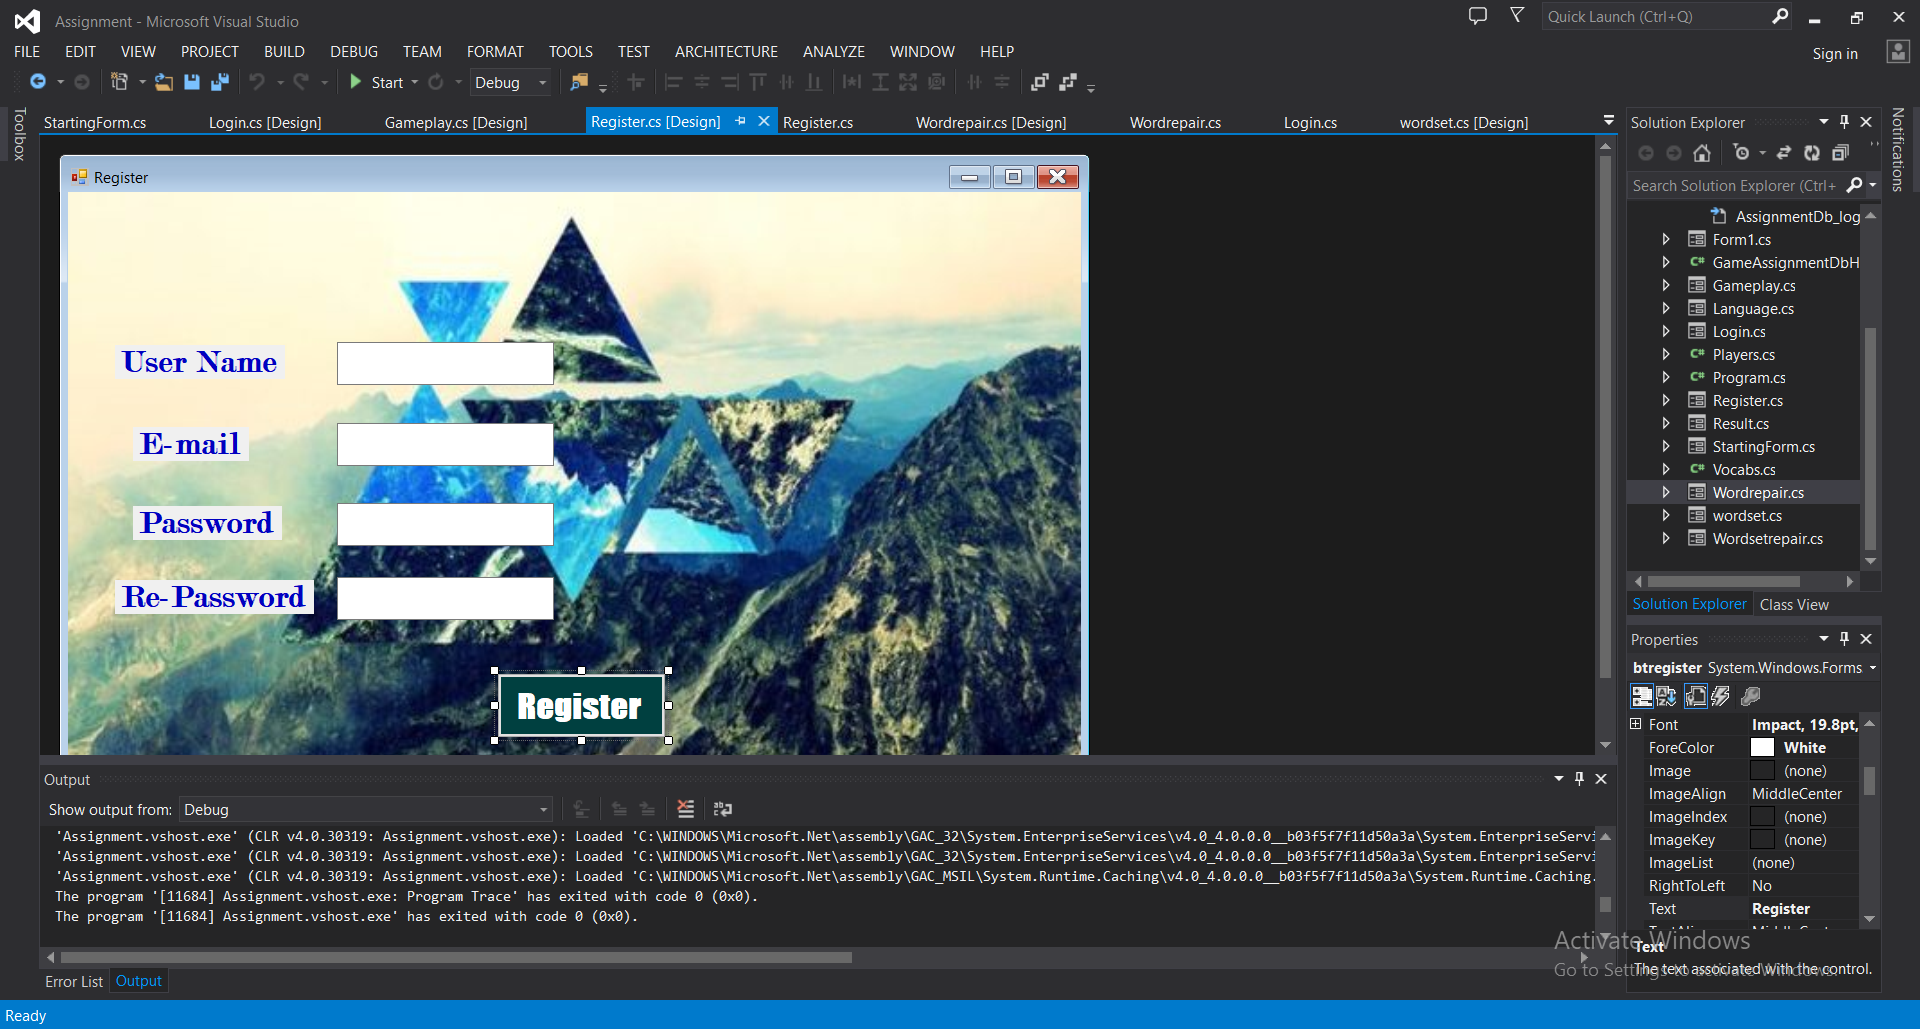 Assignment - Microsoft Visual Studio
Quick Launch (Ctrl+Q)
FILE EDIT VIEW PROJECT BUILD DEBUG TEAM FORMAT TOOLS TEST ARCHITECTURE ANALYZE WINDOW HELP
Sign in
Start
Debug
Toolbox
StartingForm.cs Login.cs [Design] Gameplay.cs [Design] Register.cs [Design] Register.cs Wordrepair.cs [Design] Wordrepair.cs Login.cs wordset.cs [Design]
Register
User Name
E-mail
Password
Re-Password
Register
Output
Show output from: Debug
'Assignment.vshost.exe' (CLR v4.0.30319: Assignment.vshost.exe): Loaded 'C:\WINDOWS\Microsoft.Net\assembly\GAC_32\System.EnterpriseServices\v4.0_4.0.0.0__b03f5f7f11d50a3a\System.EnterpriseServi
'Assignment.vshost.exe' (CLR v4.0.30319: Assignment.vshost.exe): Loaded 'C:\WINDOWS\Microsoft.Net\assembly\GAC_32\System.EnterpriseServices\v4.0_4.0.0.0__b03f5f7f11d50a3a\System.EnterpriseServi
'Assignment.vshost.exe' (CLR v4.0.30319: Assignment.vshost.exe): Loaded 'C:\WINDOWS\Microsoft.Net\assembly\GAC_MSIL\System.Runtime.Caching\v4.0_4.0.0.0__b03f5f7f11d50a3a\System.Runtime.Caching.
The program '[11684] Assignment.vshost.exe: Program Trace' has exited with code 0 (0x0).
The program '[11684] Assignment.vshost.exe' has exited with code 0 (0x0).
Error List Output
Ready
Solution Explorer
Notifications
Search Solution Explorer (Ctrl+
AssignmentDb_log
Form1.cs
C# GameAssignmentDbH
Gameplay.cs
Language.cs
Login.cs
C# Players.cs
C# Program.cs
Register.cs
Result.cs
StartingForm.cs
C# Vocabs.cs
Wordrepair.cs
wordset.cs
Wordsetrepair.cs
Solution Explorer Class View
Properties
btregister System.Windows.Forms
Font Impact, 19.8pt,
ForeColor White
Image (none)
ImageAlign MiddleCenter
ImageIndex (none)
ImageKey (none)
ImageList (none)
RightToLeft No
Text Register
Text
The text associated with the control.
Activate Windows
Go to Settings to activate Windows.